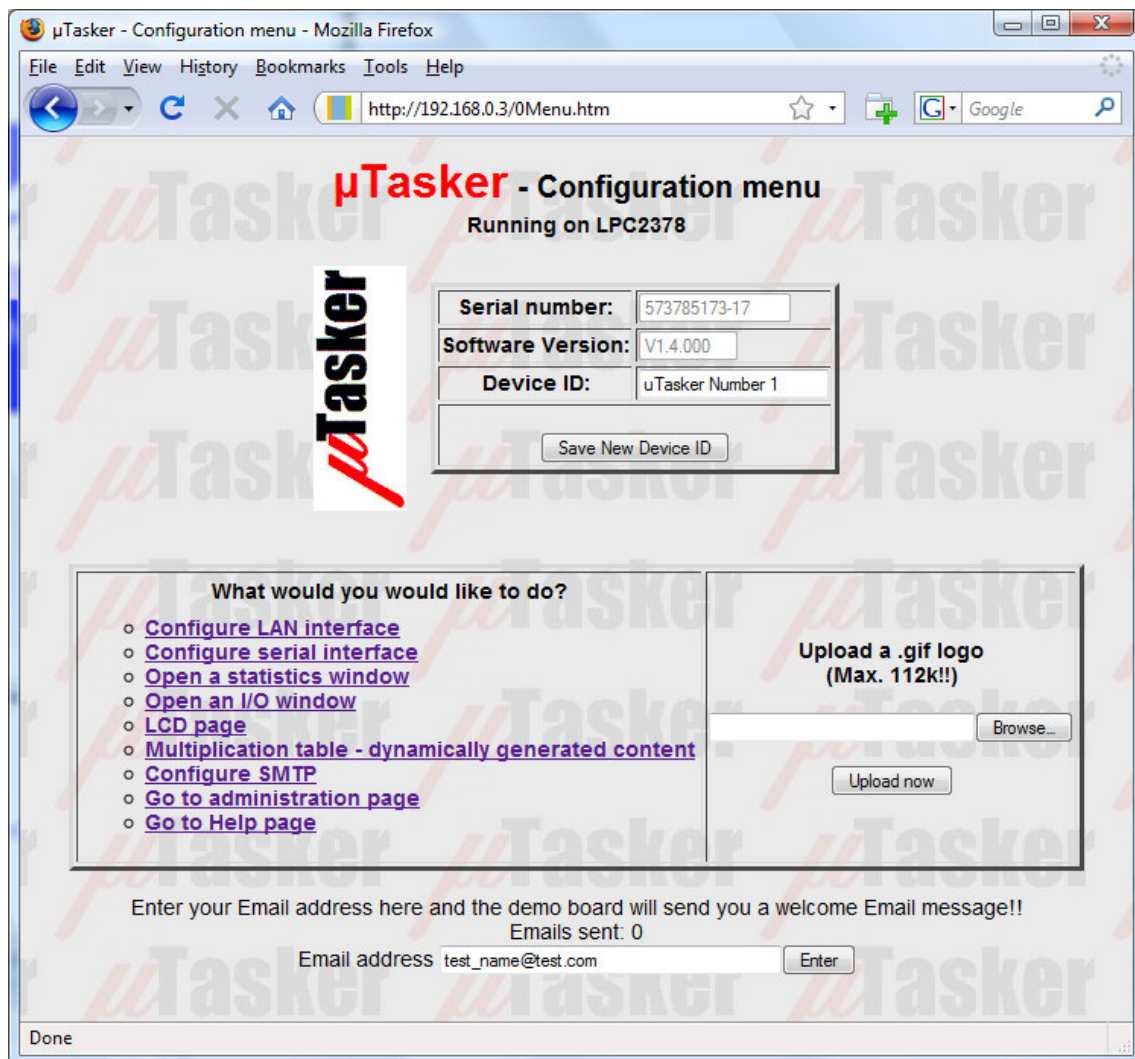 µTasker - Configuration menu - Mozilla Firefox
File Edit View History Bookmarks Tools Help
http://192.168.0.3/0Menu.htm
G Google
µTasker - Configuration menu
Running on LPC2378
µTasker
Serial number: 573785173-17
Software Version: V1.4.000
Device ID: uTasker Number 1
Save New Device ID
What would you would like to do?
Configure LAN interface
Configure serial interface
Open a statistics window
Open an I/O window
LCD page
Multiplication table - dynamically generated content
Configure SMTP
Go to administration page
Go to Help page
Upload a .gif logo
(Max. 112k!!)
Browse...
Upload now
Enter your Email address here and the demo board will send you a welcome Email message!!
Emails sent: 0
Email address test_name@test.com Enter
Done